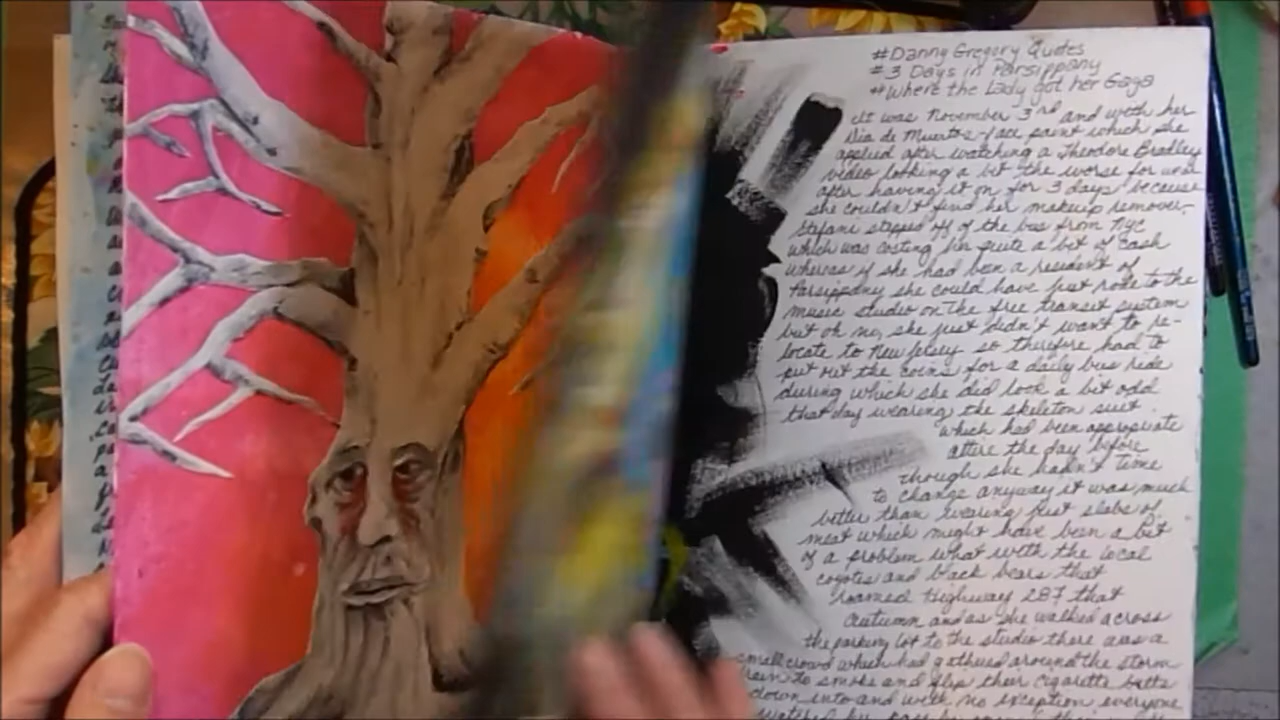 #Danny Gregory Quotes
#3 Days in Parsippany
#Where the Lady got her Gaga
It was November 3rd and with her
Dia de Muertos face paint which she
applied after watching a Theodore Bradley
video looking a bit the worse for wear
after having it on for 3 days because
she couldn't find her makeup remover,
Stefani stepped off of the bus from NYC
which was costing her quite a bit of cash
whereas if she had been a resident of
Parsippany she could have just rode to the
music studio on the free transit system
but oh no, she just didn't want to re-
locate to New Jersey so therefore had to
put out the coins for a daily bus ride
during which she did look a bit odd
that day wearing the skeleton suit
which had been appropriate
attire the day before
though she hadn't time
to change anyway it was much
better than wearing just slabs of
meat which might have been a bit
of a problem what with the local
coyotes and black bears that
roamed Highway 287 that
Autumn and as she walked across
the parking lot to the studio there was a
small crowd which had gathered around the storm
drain to smoke and flip their cigarette butts
down into and with no exception everyone